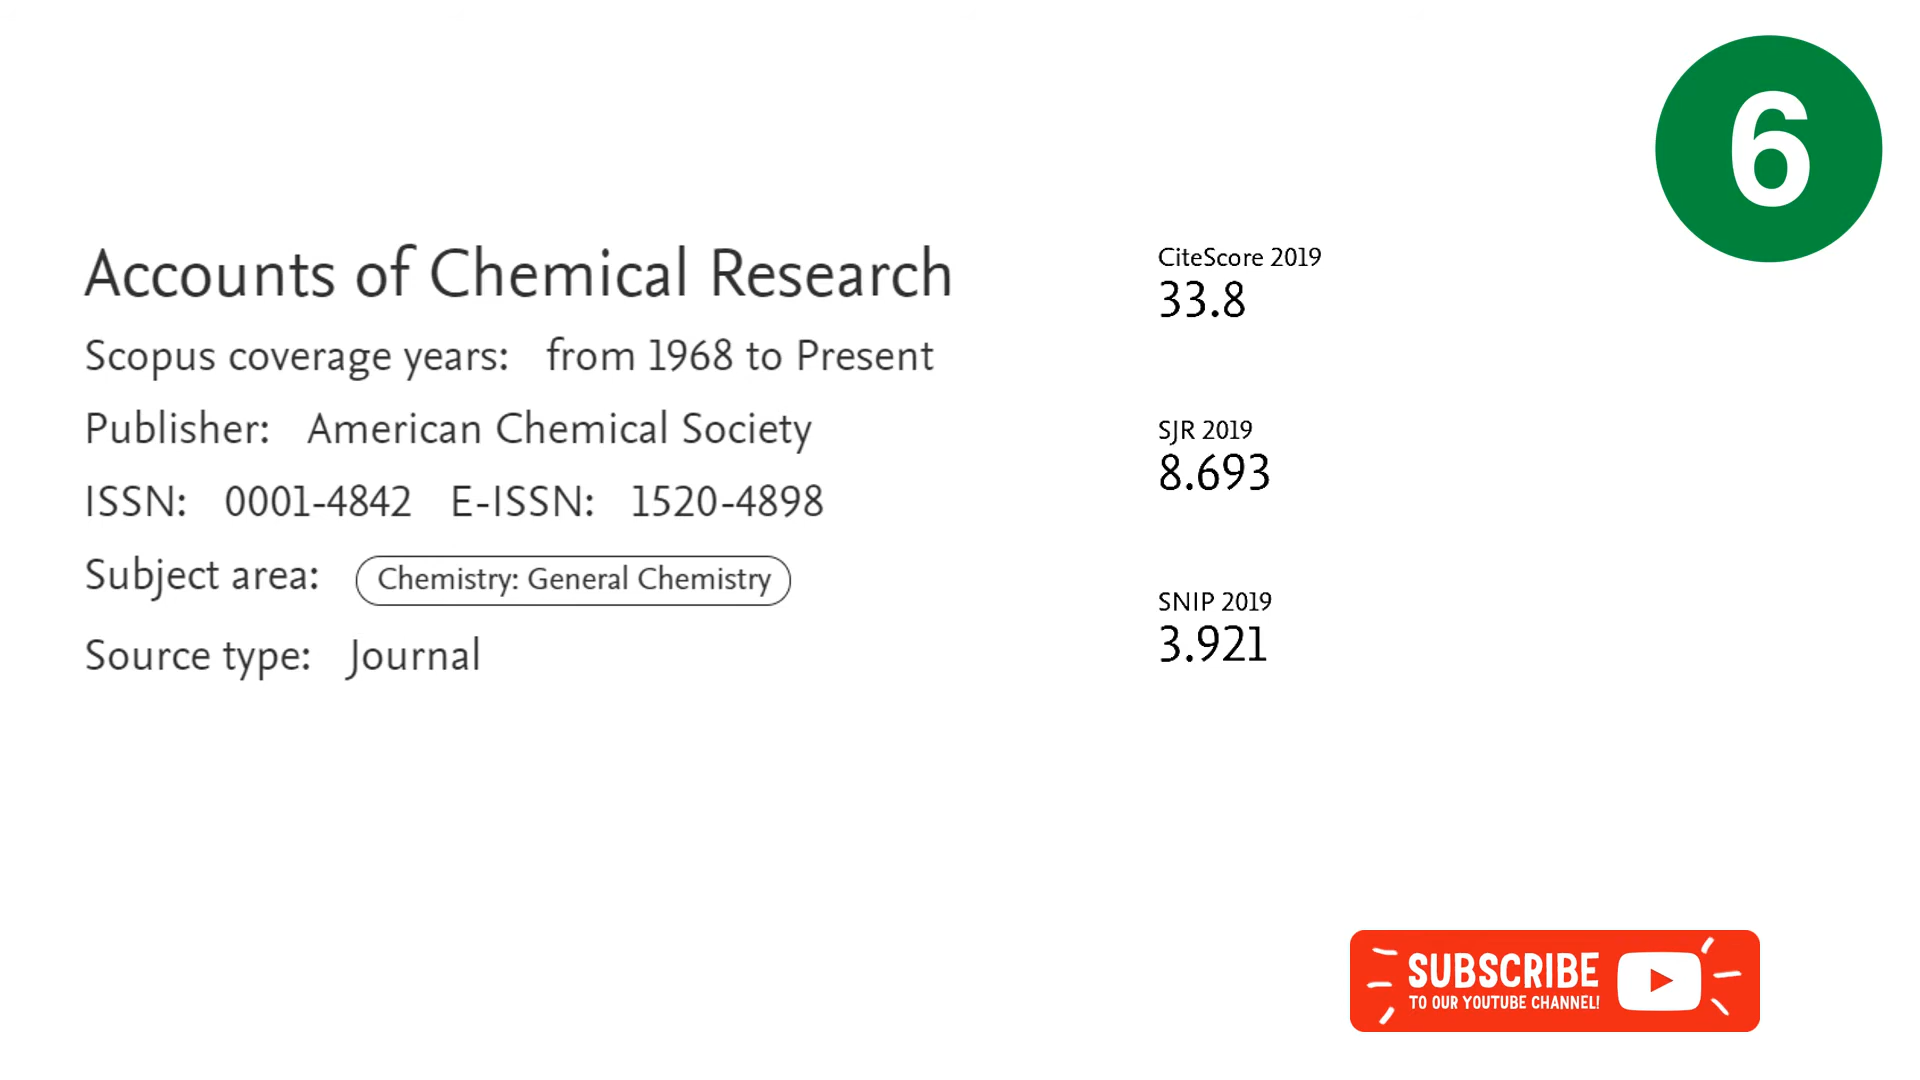 6
Accounts of Chemical Research
Scopus coverage years: from 1968 to Present
Publisher: American Chemical Society
ISSN: 0001-4842 E-ISSN: 1520-4898
Subject area: Chemistry: General Chemistry
Source type: Journal
CiteScore 2019
33.8
SJR 2019
8.693
SNIP 2019
3.921
SUBSCRIBE
TO OUR YOUTUBE CHANNEL!